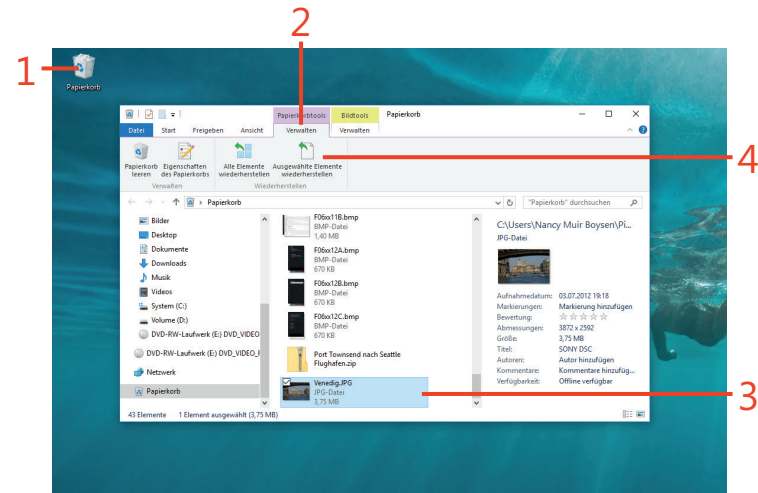 2
1
Papierkorb
Papierkorbtools Bildtools Papierkorb
Datei Start Freigeben Ansicht Verwalten Verwalten
Papierkorb Eigenschaften Alle Elemente Ausgewählte Elemente
leeren des Papierkorbs wiederherstellen wiederherstellen
4
Verwalten Wiederherstellen
Papierkorb "Papierkorb" durchsuchen
Bilder
Desktop
Dokumente
Downloads
Musik
Videos
System (C:)
Volume (D:)
DVD-RW-Laufwerk (E:) DVD_VIDEO
DVD-RW-Laufwerk (E:) DVD_VIDEO_
Netzwerk
Papierkorb
F06xx11B.bmp
BMP-Datei
1,40 MB
F06xx12A.bmp
BMP-Datei
670 KB
F06xx12B.bmp
BMP-Datei
670 KB
F06xx12C.bmp
BMP-Datei
670 KB
Port Townsend nach Seattle
Flughafen.zip
Venedig.JPG
JPG-Datei
3,75 MB
C:\Users\Nancy Muir Boysen\Pi...
JPG-Datei
Aufnahmedatum: 03.07.2012 19:18
Markierungen: Markierung hinzufügen
Bewertung:
Abmessungen: 3872 x 2592
Größe: 3,75 MB
Titel: SONY DSC
Autoren: Autor hinzufügen
Kommentare: Kommentare hinzufüg...
Verfügbarkeit: Offline verfügbar
3
43 Elemente 1 Element ausgewählt (3,75 MB)